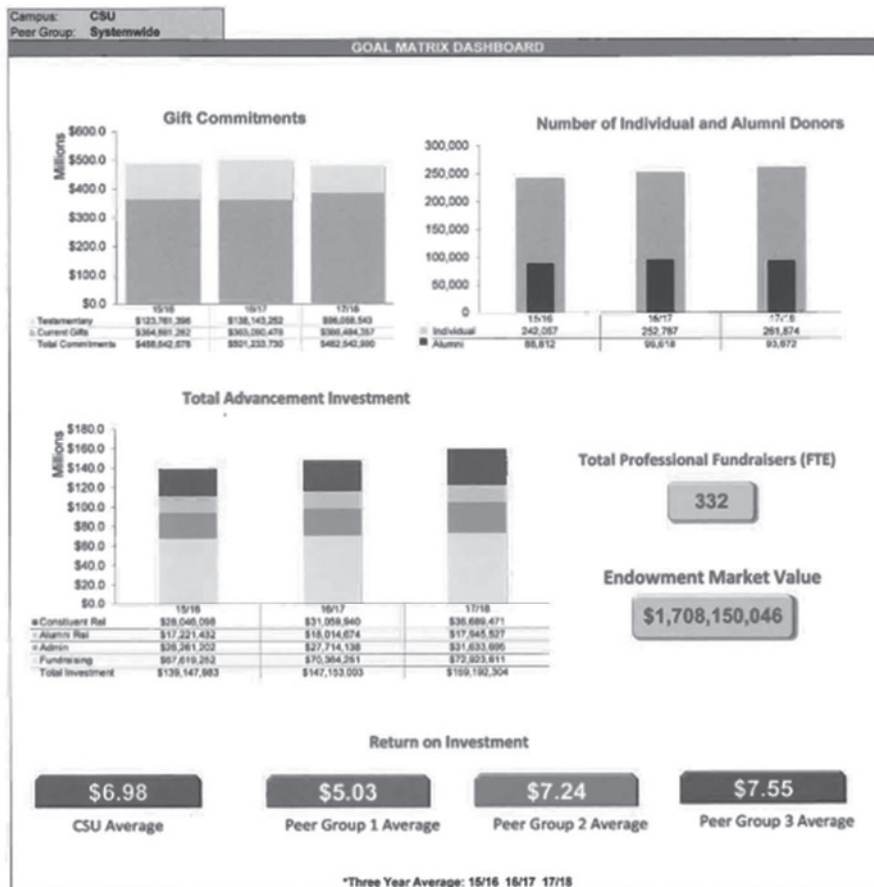 Campus: CSU
Peer Group: Systemwide
GOAL MATRIX DASHBOARD
Gift Commitments
Millions
$600.0
$500.0
$400.0
$300.0
$200.0
$100.0
$0.0
15/16 16/17 17/18
Testamentary $123,761,396 $138,143,252 $96,058,543
Current Gifts $364,881,282 $363,090,478 $386,484,357
Total Commitments $488,642,678 $501,233,730 $482,542,900
Number of Individual and Alumni Donors
300,000
250,000
200,000
150,000
100,000
50,000
0
15/16 16/17 17/18
Individual 242,057 252,787 261,874
Alumni 88,812 93,872
Total Advancement Investment
Millions
$180.0
$160.0
$140.0
$120.0
$100.0
$80.0
$60.0
$40.0
$20.0
$0.0
15/16 16/17 17/18
Constituent Rel $28,046,098 $31,059,940 $36,689,471
Alumni Rel $17,221,432 $18,014,674 $17,945,527
Admin $26,261,202 $27,714,138 $31,633,695
Fundraising $67,619,252 $70,364,251 $72,923,611
Total Investment $139,147,983 $147,153,003 $159,192,304
Total Professional Fundraisers (FTE)
332
Endowment Market Value
$1,708,150,046
Return on Investment
$6.98 $5.03 $7.24 $7.55
CSU Average Peer Group 1 Average Peer Group 2 Average Peer Group 3 Average
*Three Year Average: 15/16 16/17 17/18